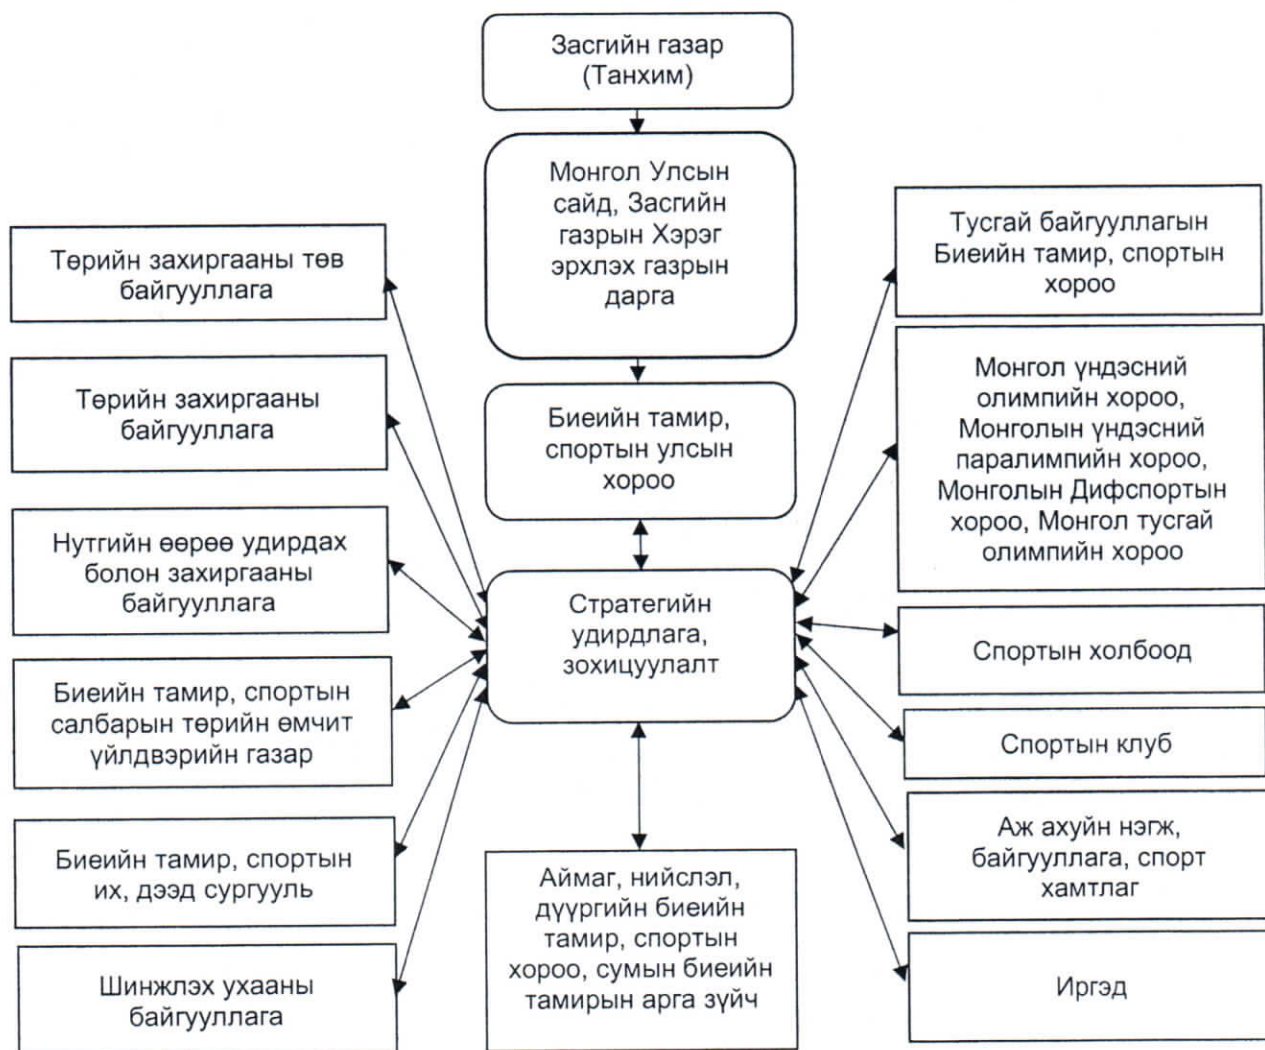 Засгийн газар
(Танхим)
Монгол Улсын
сайд, Засгийн
газрын Хэрэг
эрхлэх газрын
дарга
Биеийн тамир,
спортын улсын
хороо
Стратегийн
удирдлага,
зохицуулалт
Аймаг, нийслэл,
дүүргийн биеийн
тамир, спортын
хороо, сумын биеийн
тамирын арга зүйч
Төрийн захиргааны төв
байгууллага
Төрийн захиргааны
байгууллага
Нутгийн өөрөө удирдах
болон захиргааны
байгууллага
Биеийн тамир, спортын
салбарын төрийн өмчит
үйлдвэрийн газар
Биеийн тамир, спортын
их, дээд сургууль
Шинжлэх ухааны
байгууллага
Тусгай байгууллагын
Биеийн тамир, спортын
хороо
Монгол үндэсний
олимпийн хороо,
Монголын үндэсний
паралимпийн хороо,
Монголын Дифспортын
хороо, Монгол тусгай
олимпийн хороо
Спортын холбоод
Спортын клуб
Аж ахуйн нэгж,
байгууллага, спорт
хамтлаг
Иргэд